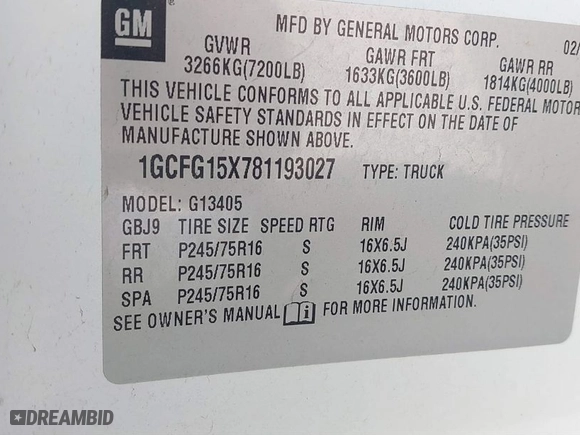 GM
MFD BY GENERAL MOTORS CORP. 02/
GVWR GAWR FRT GAWR RR
3266KG(7200LB) 1633KG(3600LB) 1814KG(4000LB)
THIS VEHICLE CONFORMS TO ALL APPLICABLE U.S. FEDERAL MOTOR
VEHICLE SAFETY STANDARDS IN EFFECT ON THE DATE OF
MANUFACTURE SHOWN ABOVE.
1GCFG15X781193027 TYPE: TRUCK
MODEL: G13405
GBJ9 TIRE SIZE SPEED RTG RIM COLD TIRE PRESSURE
FRT P245/75R16 S 16X6.5J 240KPA(35PSI)
RR P245/75R16 S 16X6.5J 240KPA(35PSI)
SPA P245/75R16 S 16X6.5J 240KPA(35PSI)
SEE OWNER'S MANUAL i FOR MORE INFORMATION.
DREAMBID